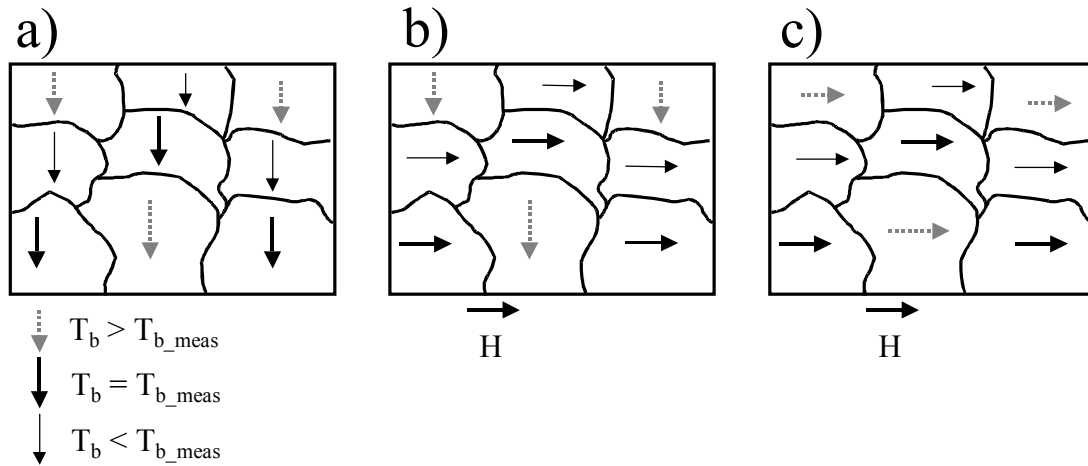 a)
b)
c)
T_b > T_b_meas
T_b = T_b_meas
T_b < T_b_meas
H
H